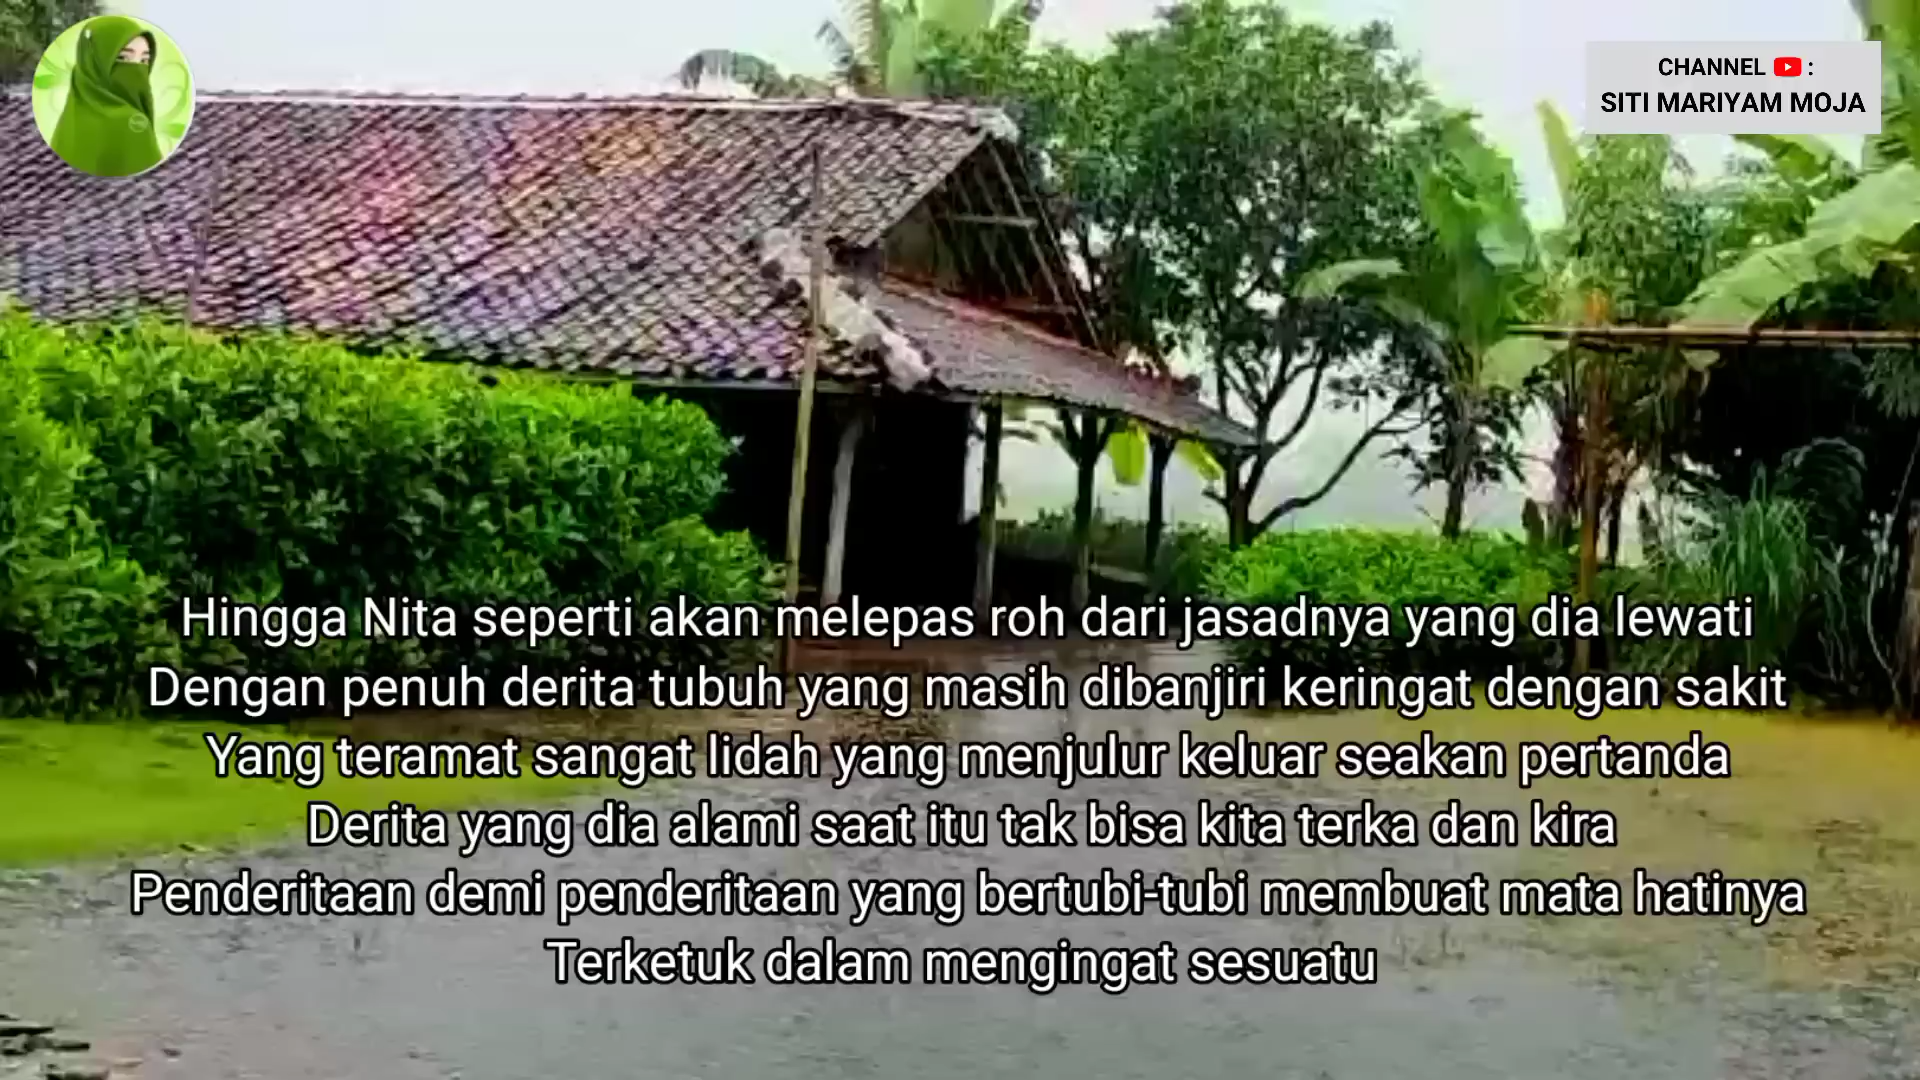 CHANNEL :
SITI MARIYAM MOJA
Hingga Nita seperti akan melepas roh dari jasadnya yang dia lewati
Dengan penuh derita tubuh yang masih dibanjiri keringat dengan sakit
Yang teramat sangat lidah yang menjulur keluar seakan pertanda
Derita yang dia alami saat itu tak bisa kita terka dan kira
Penderitaan demi penderitaan yang bertubi-tubi membuat mata hatinya
Terketuk dalam mengingat sesuatu